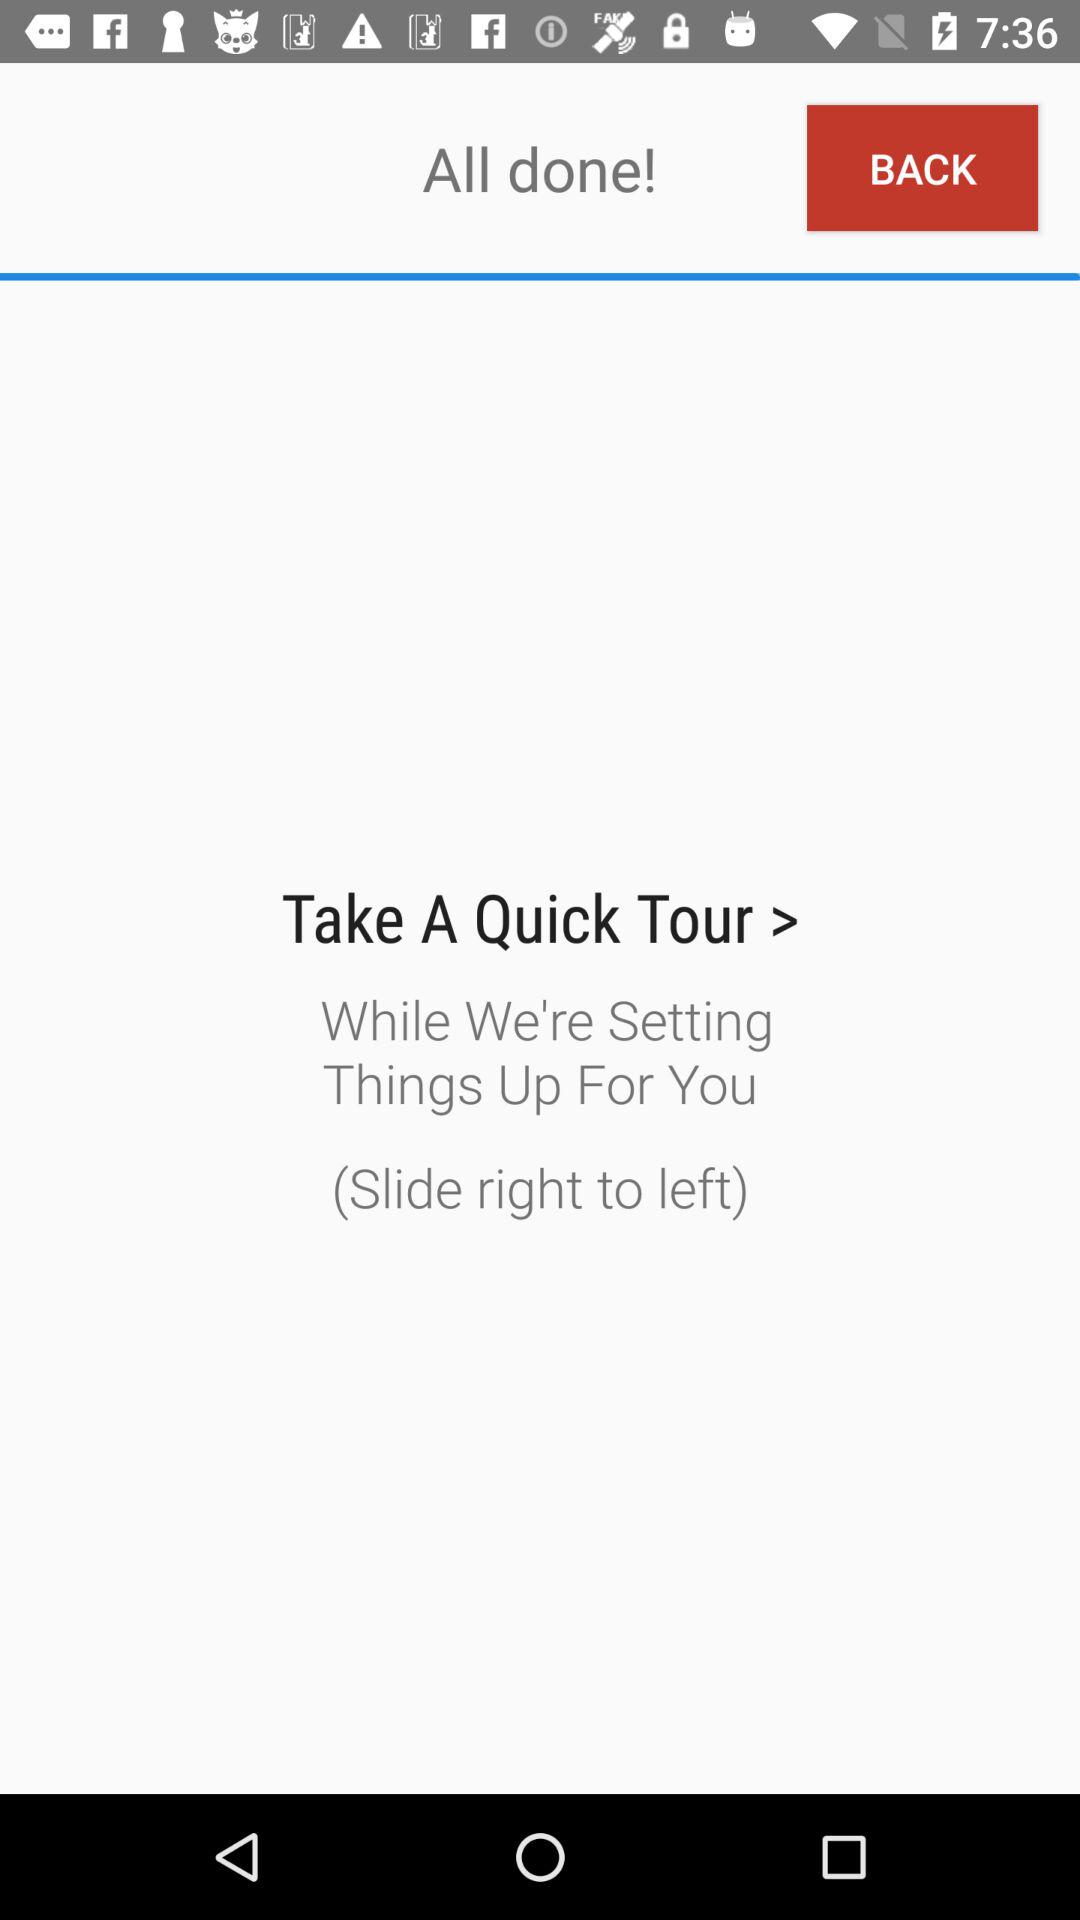 FAKE
7:36
All done!
BACK
Take A Quick Tour >
While We're Setting
Things Up For You
(Slide right to left)